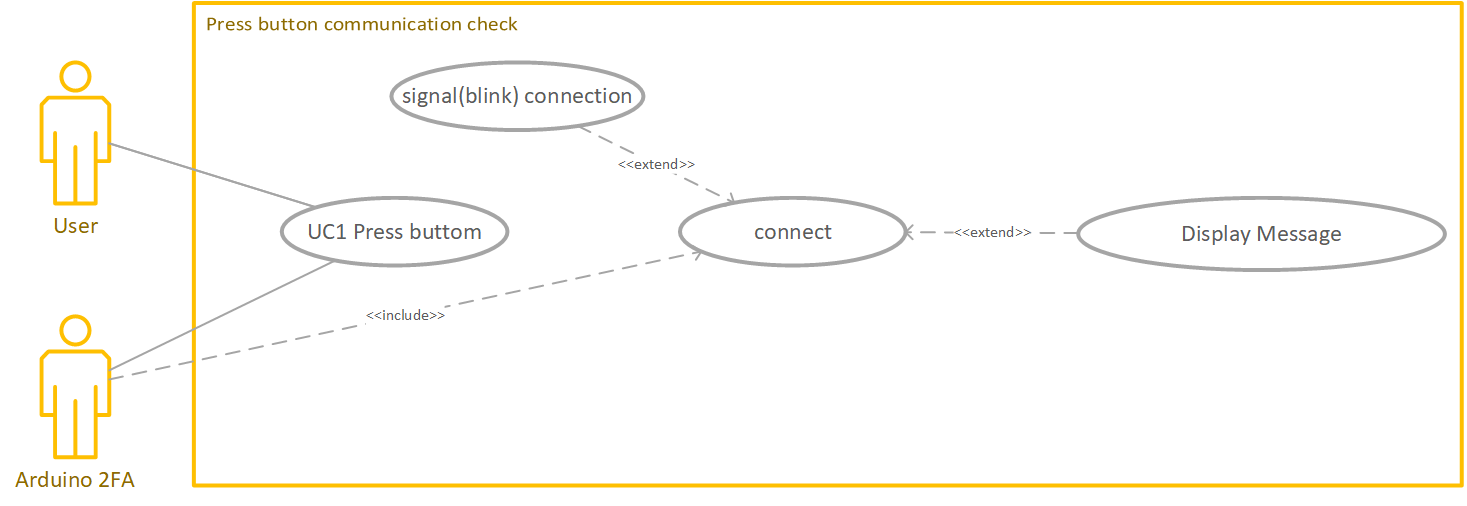 Press button communication check
signal(blink) connection
<<extend>>
User
UC1 Press buttom
connect
<<extend>>
Display Message
<<include>>
Arduino 2FA